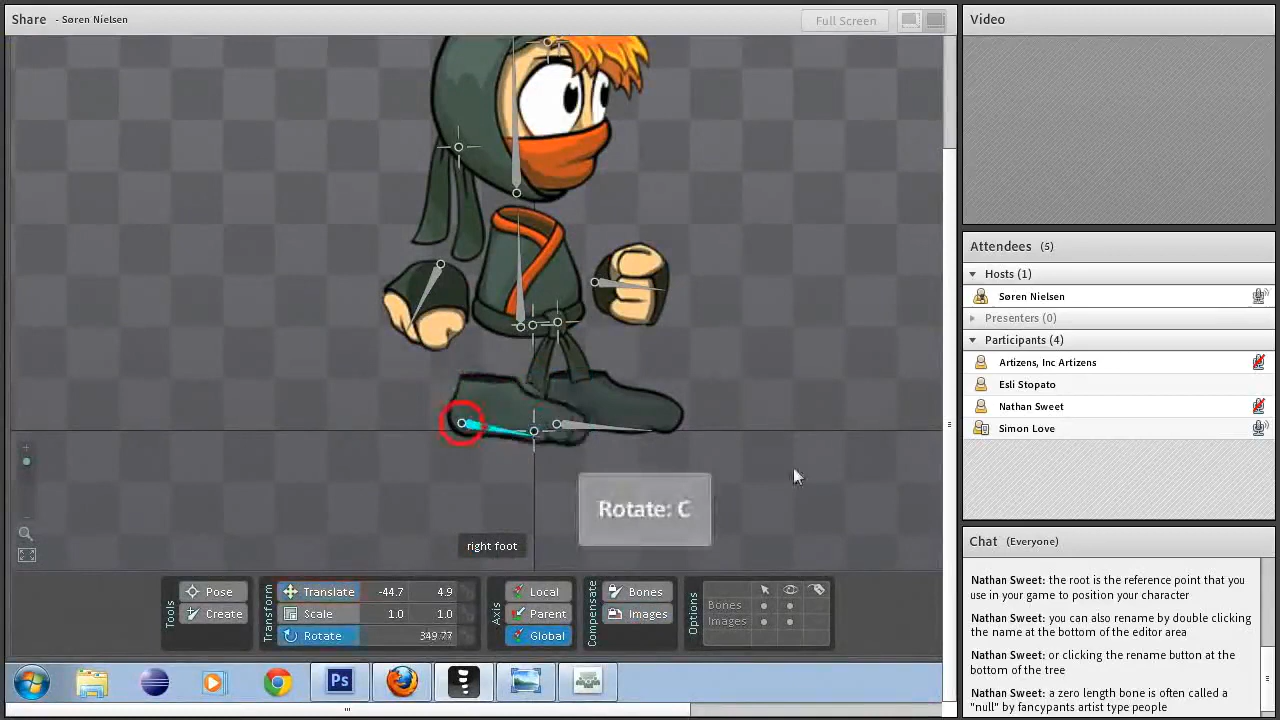 Share - Søren Nielsen
Full Screen
Rotate: C
right foot
Tools
Pose
Create
Transform
Translate -44.7 4.9
Scale 1.0 1.0
Rotate 349.77
Axis
Local
Parent
Global
Compensate
Bones
Images
Options
Bones
Images
Ps
Video
Attendees (5)
Hosts (1)
Søren Nielsen
Presenters (0)
Participants (4)
Artizens, Inc Artizens
Esli Stopato
Nathan Sweet
Simon Love
Chat (Everyone)
Nathan Sweet: the root is the reference point that you
use in your game to position your character
Nathan Sweet: you can also rename by double clicking
the name at the bottom of the editor area
Nathan Sweet: or clicking the rename button at the
bottom of the tree
Nathan Sweet: a zero length bone is often called a
"null" by fancypants artist type people